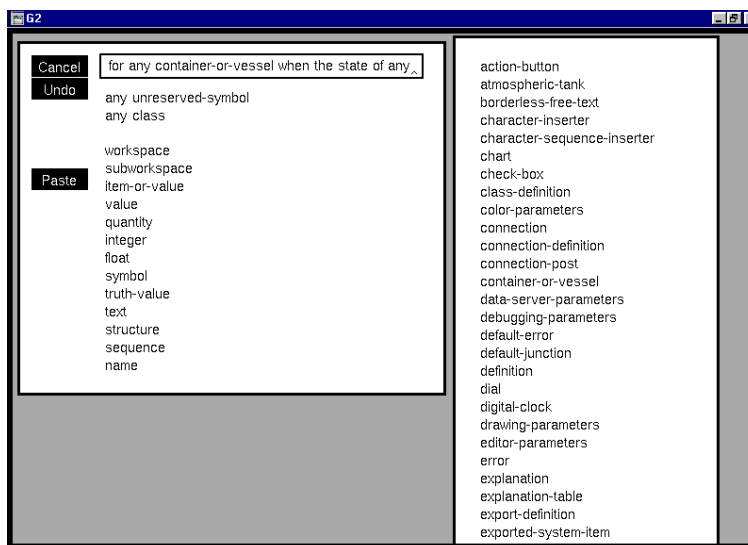 G2
Cancel
for any container-or-vessel when the state of any
Undo
any unreserved-symbol
any class
workspace
subworkspace
Paste
item-or-value
value
quantity
integer
float
symbol
truth-value
text
structure
sequence
name
action-button
atmospheric-tank
borderless-free-text
character-inserter
character-sequence-inserter
chart
check-box
class-definition
color-parameters
connection
connection-definition
connection-post
container-or-vessel
data-server-parameters
debugging-parameters
default-error
default-junction
definition
dial
digital-clock
drawing-parameters
editor-parameters
error
explanation
explanation-table
export-definition
exported-system-item